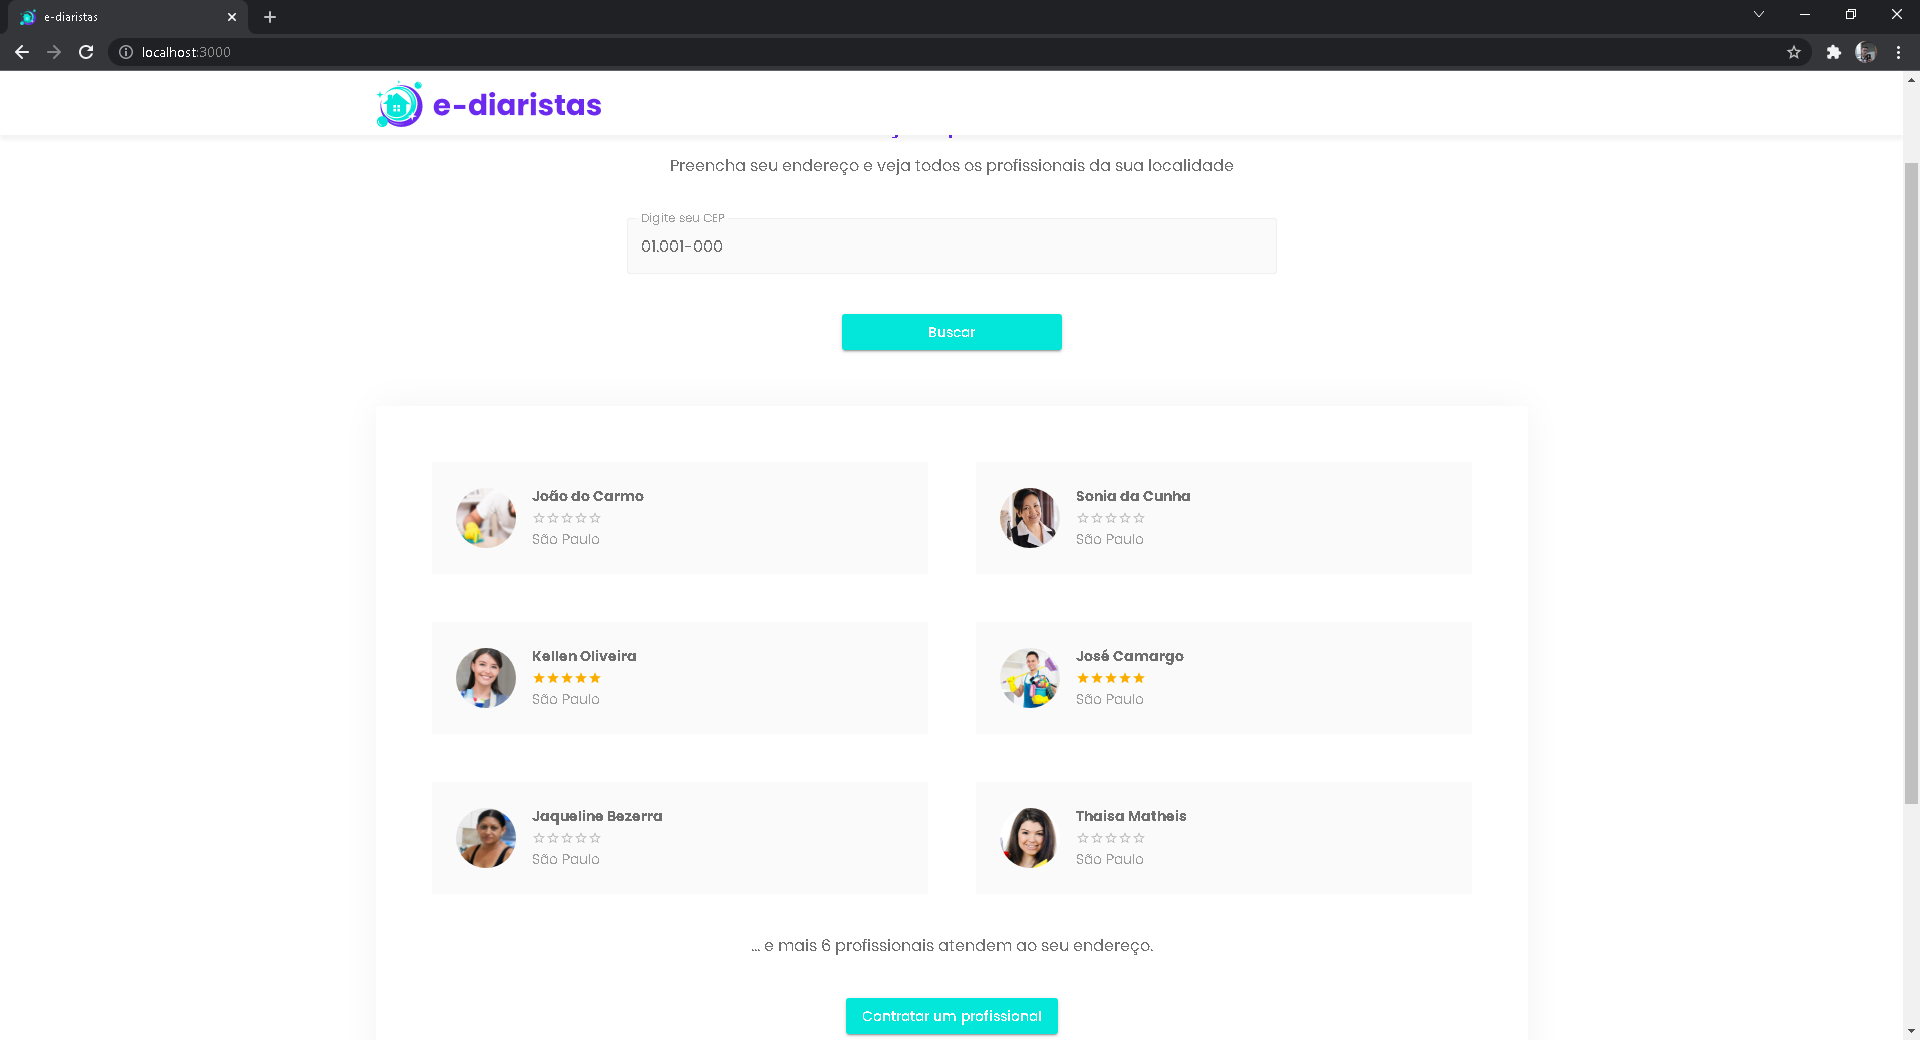 e-diaristas
localhost:3000
e-diaristas
Preencha seu endereço e veja todos os profissionais da sua localidade
Digite seu CEP
01.001-000
Buscar
João do Carmo
São Paulo
Sonia da Cunha
São Paulo
Kellen Oliveira
São Paulo
José Camargo
São Paulo
Jaqueline Bezerra
São Paulo
Thaisa Matheis
São Paulo
... e mais 6 profissionais atendem ao seu endereço.
Contratar um profissional